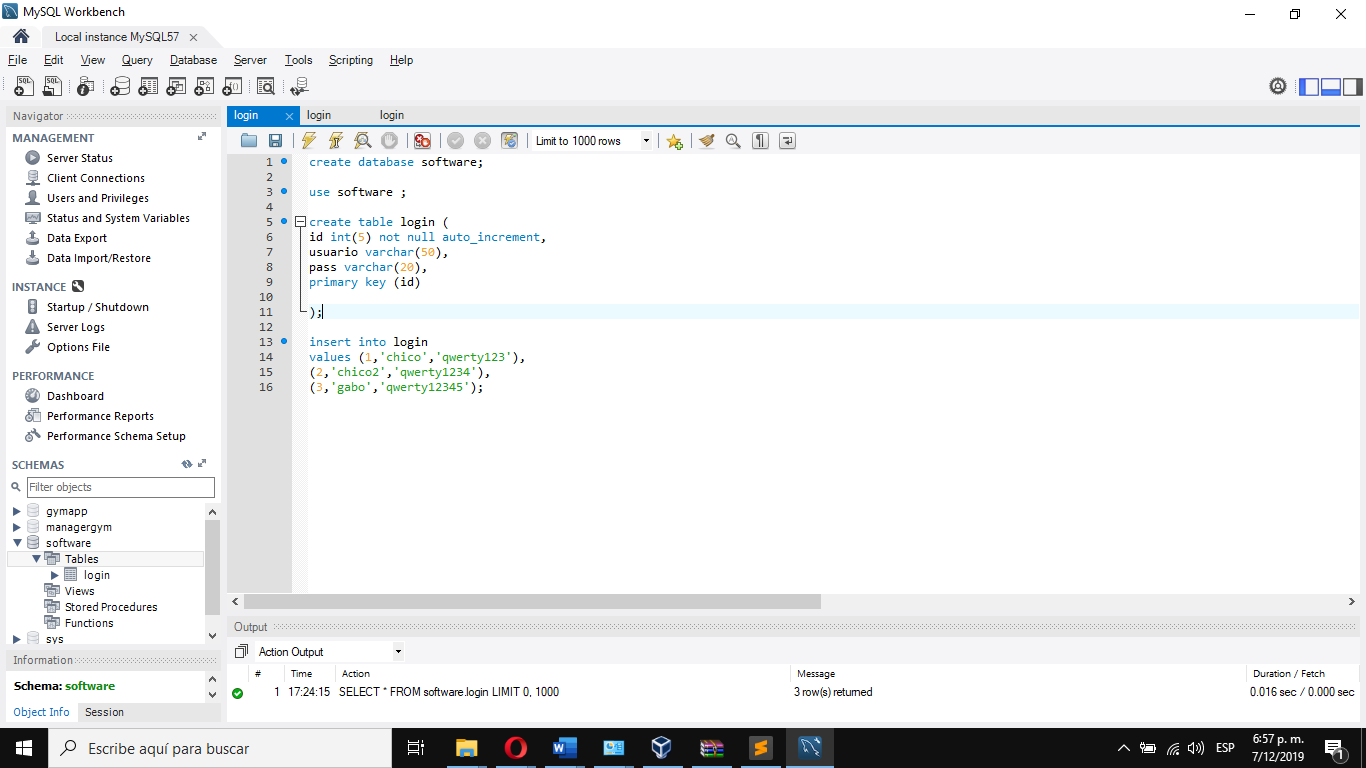 MySQL Workbench
Local instance MySQL57
File Edit View Query Database Server Tools Scripting Help
Navigator
MANAGEMENT
Server Status
Client Connections
Users and Privileges
Status and System Variables
Data Export
Data Import/Restore
INSTANCE
Startup / Shutdown
Server Logs
Options File
PERFORMANCE
Dashboard
Performance Reports
Performance Schema Setup
SCHEMAS
Filter objects
gymapp
managergym
software
Tables
login
Views
Stored Procedures
Functions
sys
Information
Schema: software
Object Info Session
login login login
Limit to 1000 rows
1 create database software;
2
3 use software ;
4
5 create table login (
6 id int(5) not null auto_increment,
7 usuario varchar(50),
8 pass varchar(20),
9 primary key (id)
10
11 );
12
13 insert into login
14 values (1,'chico','qwerty123'),
15 (2,'chico2','qwerty1234'),
16 (3,'gabo','qwerty12345');
Output
Action Output
# Time Action Message Duration / Fetch
1 17:24:15 SELECT * FROM software.login LIMIT 0, 1000 3 row(s) returned 0.016 sec / 0.000 sec
Escribe aquí para buscar
ESP
6:57 p. m.
7/12/2019
1